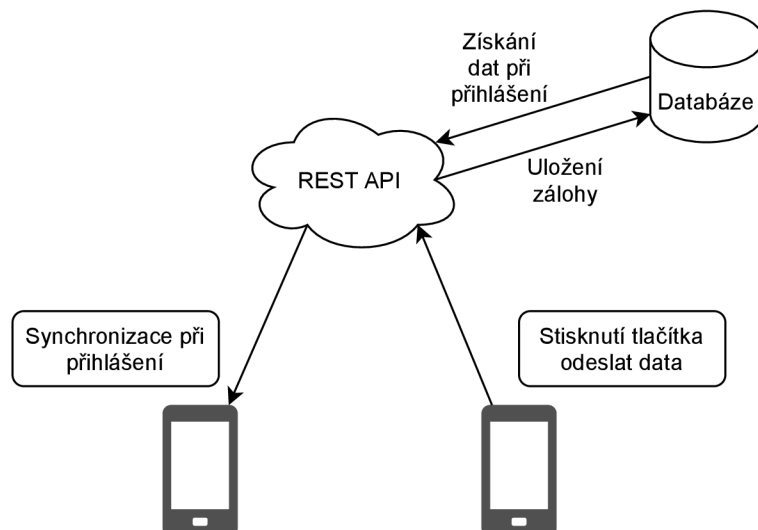 Získání
dat při
přihlášení
Databáze
REST API
Uložení
zálohy
Synchronizace při
přihlášení
Stisknutí tlačítka
odeslat data